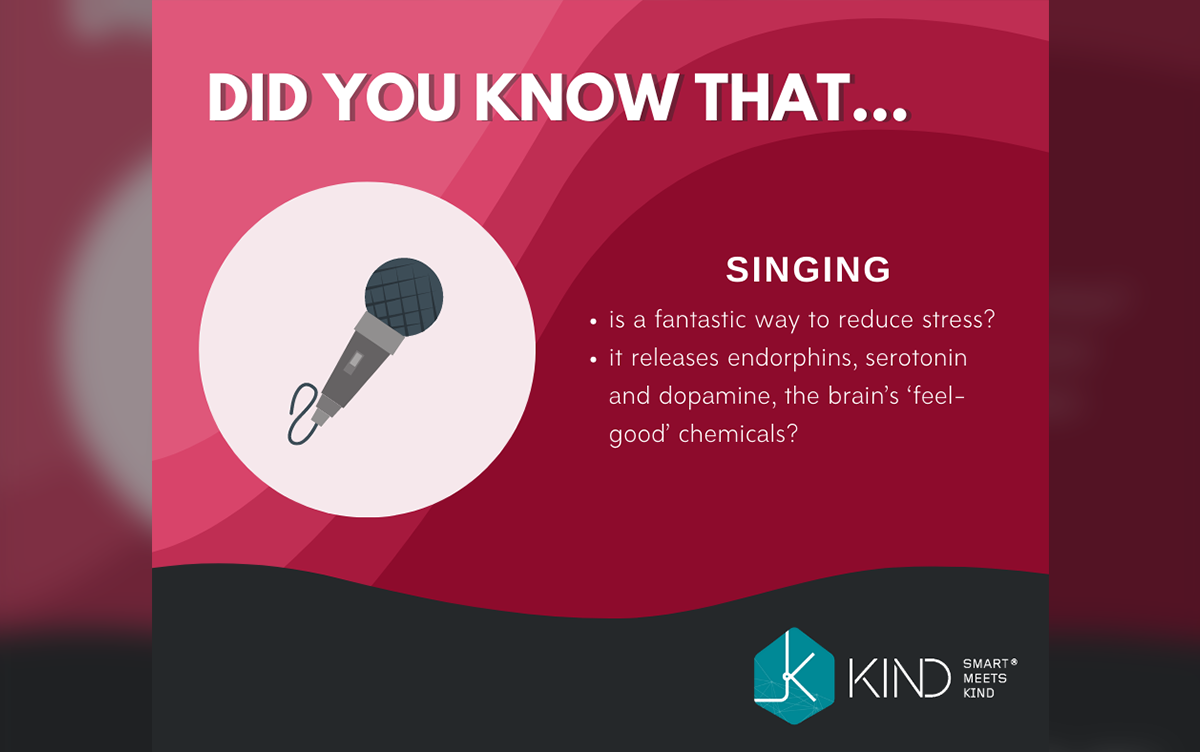 DID YOU KNOW THAT...
SINGING
• is a fantastic way to reduce stress?
• it releases endorphins, serotonin
and dopamine, the brain's ‘feel-
good’ chemicals?
KIND
SMART®
MEETS
KIND